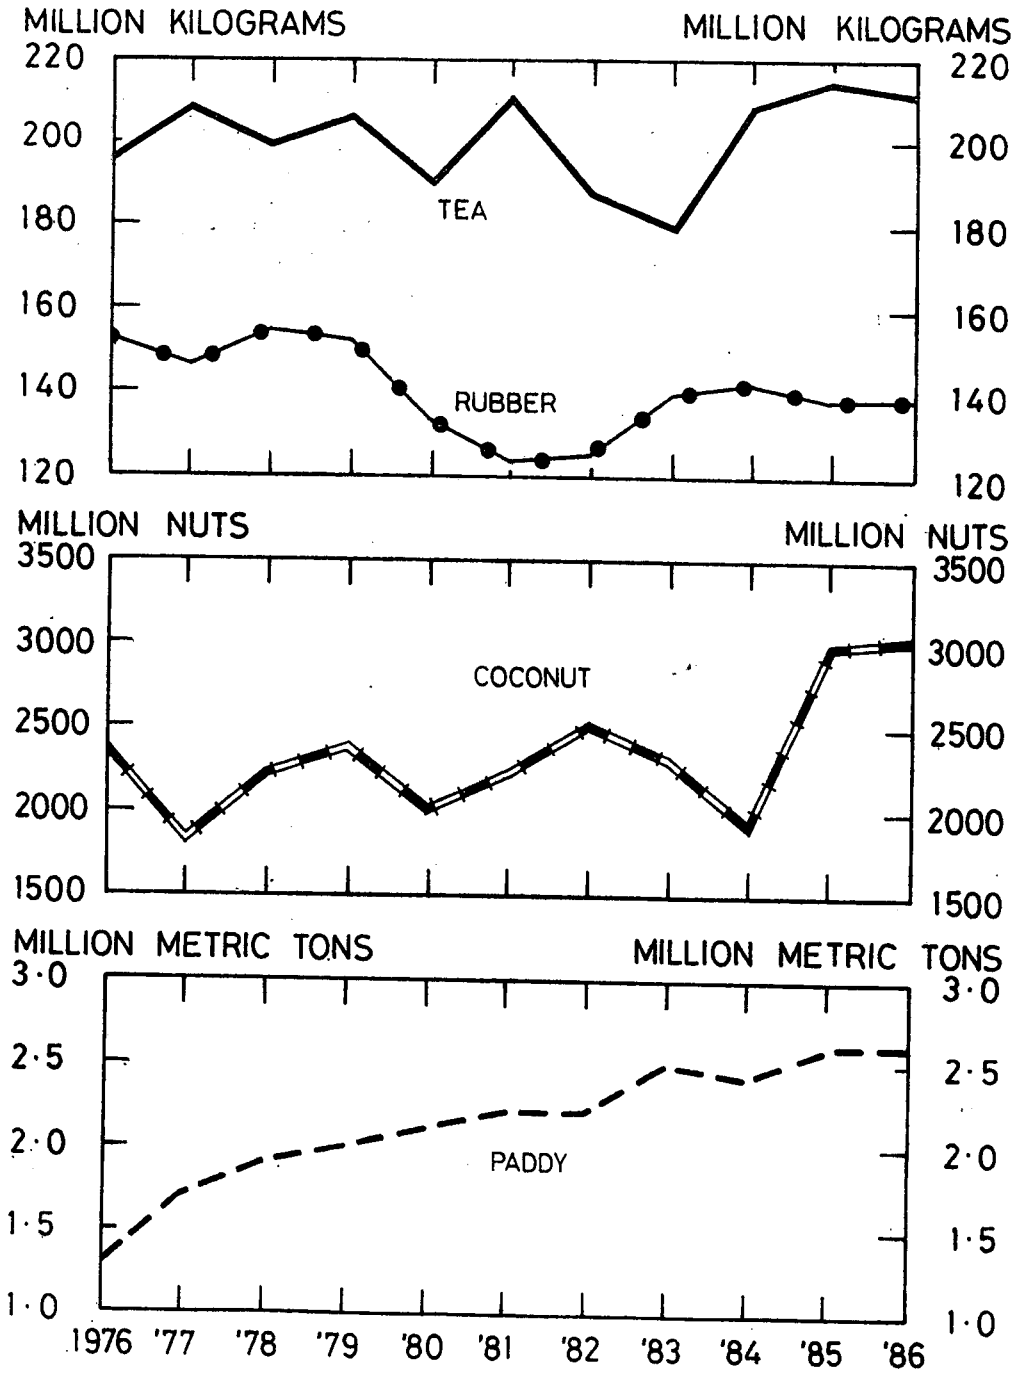 MILLION KILOGRAMS MILLION KILOGRAMS
220 220
200 200
180 TEA 180
160 160
140 RUBBER 140
120 120
MILLION NUTS MILLION NUTS
3500 3500
3000 COCONUT 3000
2500 2500
2000 2000
1500 1500
MILLION METRIC TONS MILLION METRIC TONS
3·0 3·0
2·5 2·5
2·0 PADDY 2·0
1·5 1·5
1·0 1·0
1976 '77 '78 '79 '80 '81 '82 '83 '84 '85 '86